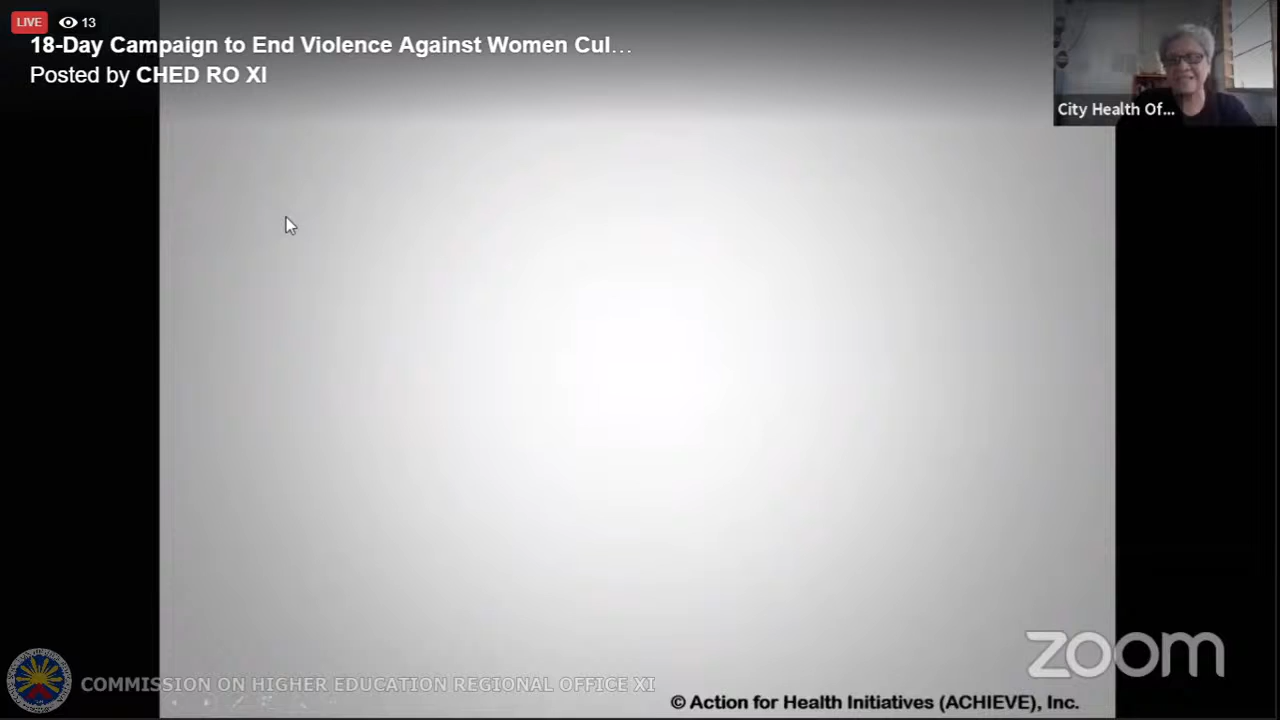 LIVE 13
18-Day Campaign to End Violence Against Women Cul...
Posted by CHED RO XI
City Health Of...
zoom
COMMISSION ON HIGHER EDUCATION REGIONAL OFFICE XI
© Action for Health Initiatives (ACHIEVE), Inc.